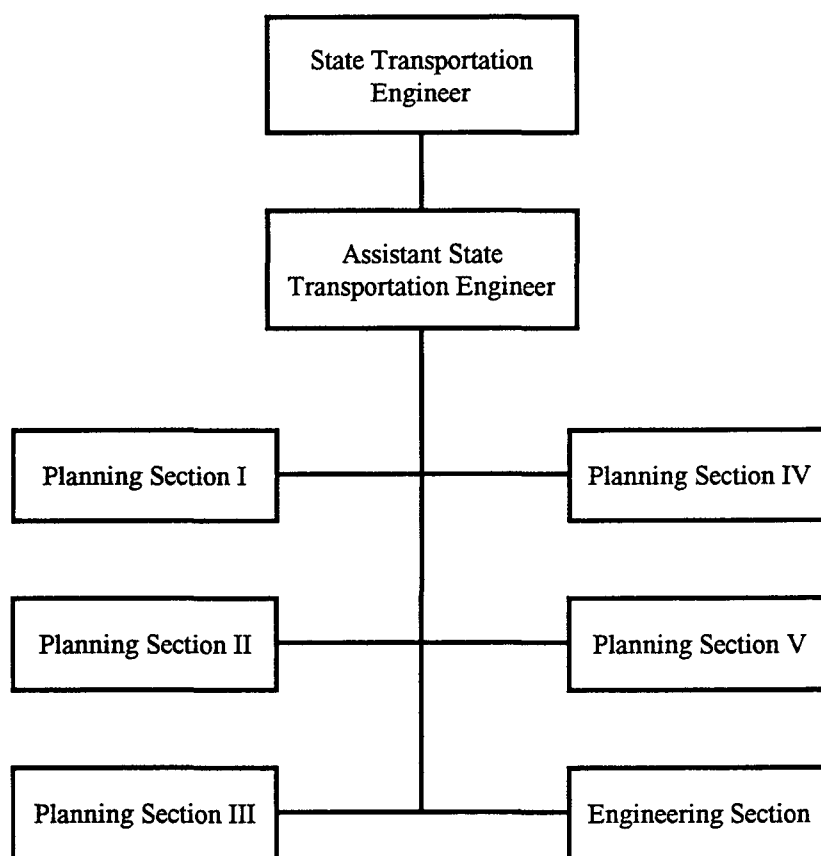 State Transportation
Engineer
Assistant State
Transportation Engineer
Planning Section I
Planning Section IV
Planning Section II
Planning Section V
Planning Section III
Engineering Section